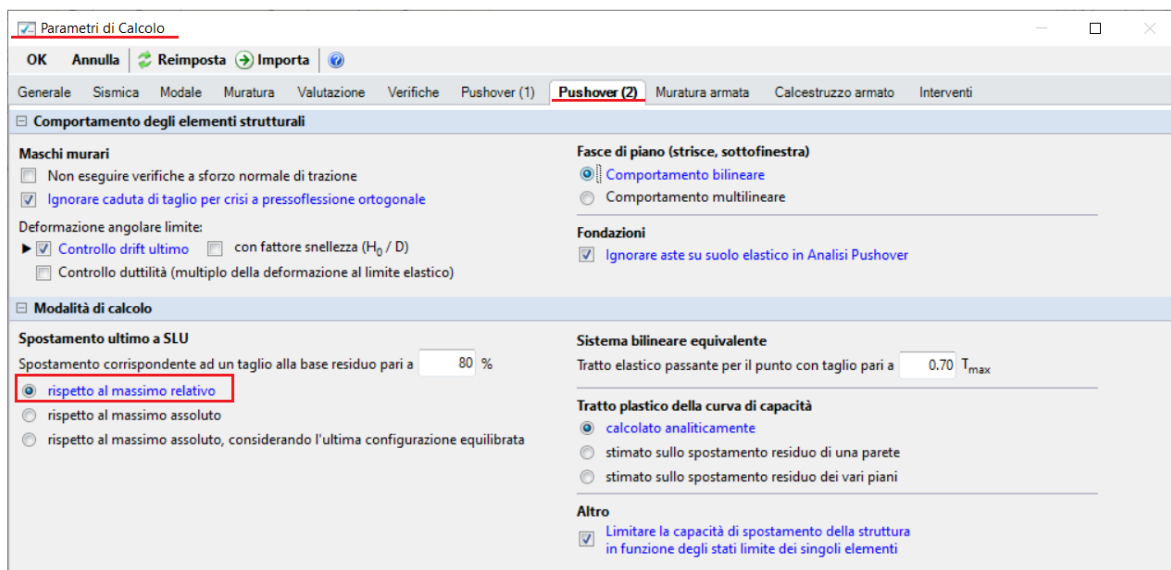 Parametri di Calcolo
OK Annulla Reimposta Importa
Generale Sismica Modale Muratura Valutazione Verifiche Pushover (1) Pushover (2) Muratura armata Calcestruzzo armato Interventi
Comportamento degli elementi strutturali
Maschi murari
Non eseguire verifiche a sforzo normale di trazione
Ignorare caduta di taglio per crisi a pressoflessione ortogonale
Deformazione angolare limite:
Controllo drift ultimo con fattore snellezza (H0 / D)
Controllo duttilità (multiplo della deformazione al limite elastico)
Fasce di piano (strisce, sottofinestra)
Comportamento bilineare
Comportamento multilineare
Fondazioni
Ignorare aste su suolo elastico in Analisi Pushover
Modalità di calcolo
Spostamento ultimo a SLU
Spostamento corrispondente ad un taglio alla base residuo pari a 80 %
rispetto al massimo relativo
rispetto al massimo assoluto
rispetto al massimo assoluto, considerando l'ultima configurazione equilibrata
Sistema bilineare equivalente
Tratto elastico passante per il punto con taglio pari a 0.70 Tmax
Tratto plastico della curva di capacità
calcolato analiticamente
stimato sullo spostamento residuo di una parete
stimato sullo spostamento residuo dei vari piani
Altro
Limitare la capacità di spostamento della struttura
in funzione degli stati limite dei singoli elementi